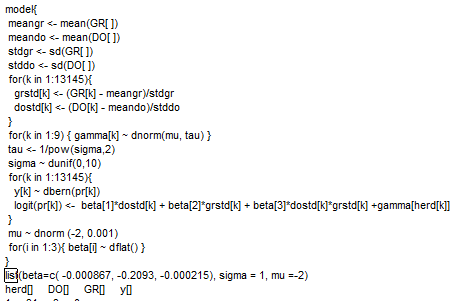 model{
meangr <- mean(GR[ ])
meando <- mean(DO[ ])
stdgr <- sd(GR[ ])
stddo <- sd(DO[ ])
for(k in 1:13145){
grstd[k] <- (GR[k] - meangr)/stdgr
dostd[k] <- (DO[k] - meando)/stddo
}
for(k in 1:9) { gamma[k] ~ dnorm(mu, tau) }
tau <- 1/pow(sigma,2)
sigma ~ dunif(0,10)
for(k in 1:13145){
y[k] ~ dbern(pr[k])
logit(pr[k]) <- beta[1]*dostd[k] + beta[2]*grstd[k] + beta[3]*dostd[k]*grstd[k] +gamma[herd[k]]
}
mu ~ dnorm (-2, 0.001)
for(i in 1:3){ beta[i] ~ dflat() }
}
list(beta=c( -0.000867, -0.2093, -0.000215), sigma = 1, mu =-2)
herd[] DO[] GR[] y[]